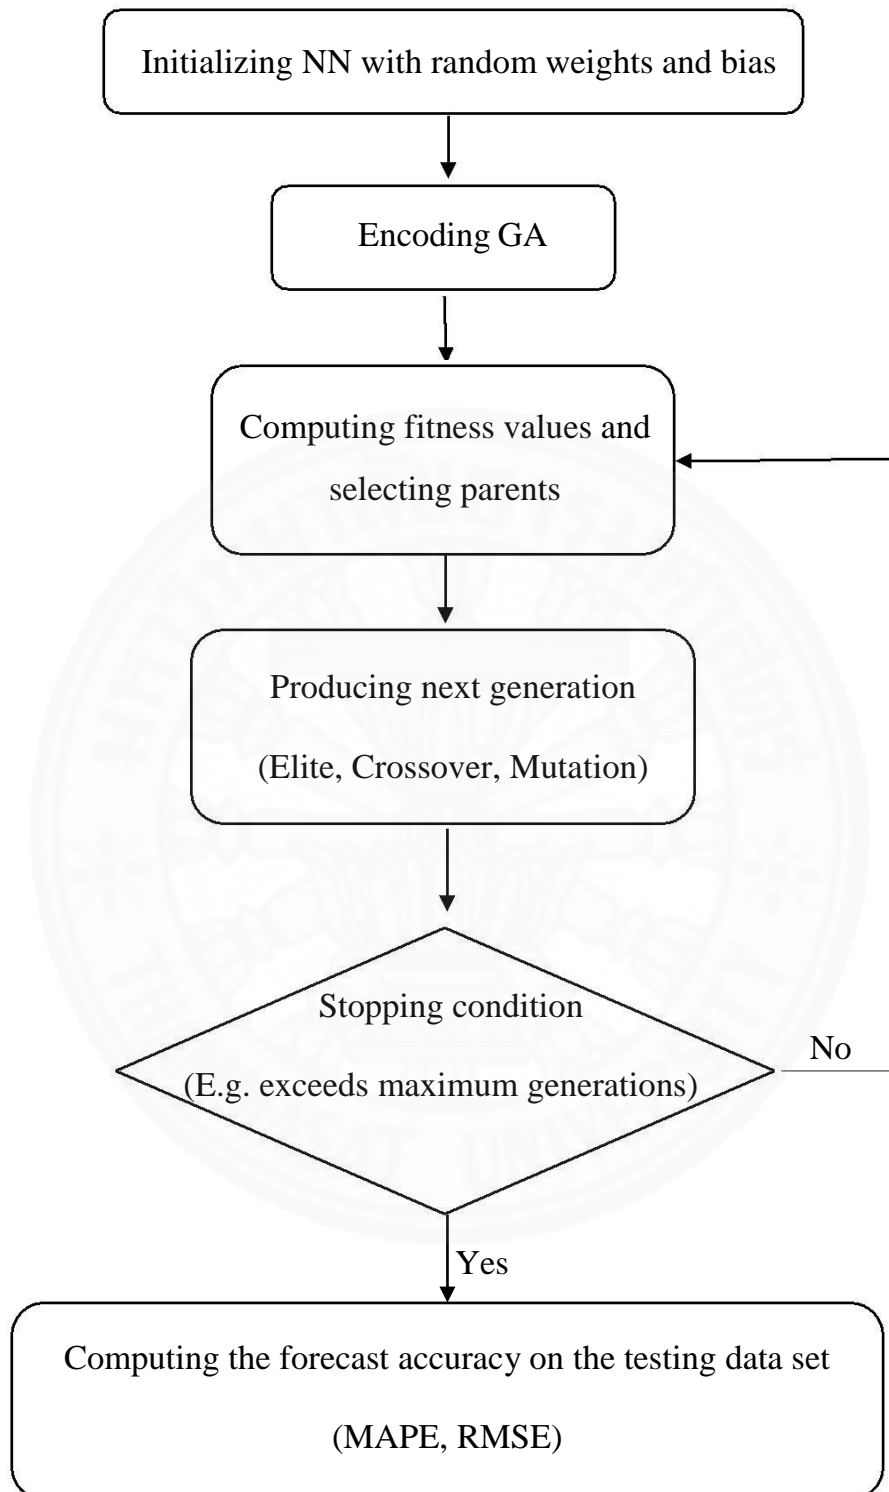 Initializing NN with random weights and bias
Encoding GA
Computing fitness values and
selecting parents
Producing next generation
(Elite, Crossover, Mutation)
Stopping condition
(E.g. exceeds maximum generations)
No
Yes
Computing the forecast accuracy on the testing data set
(MAPE, RMSE)